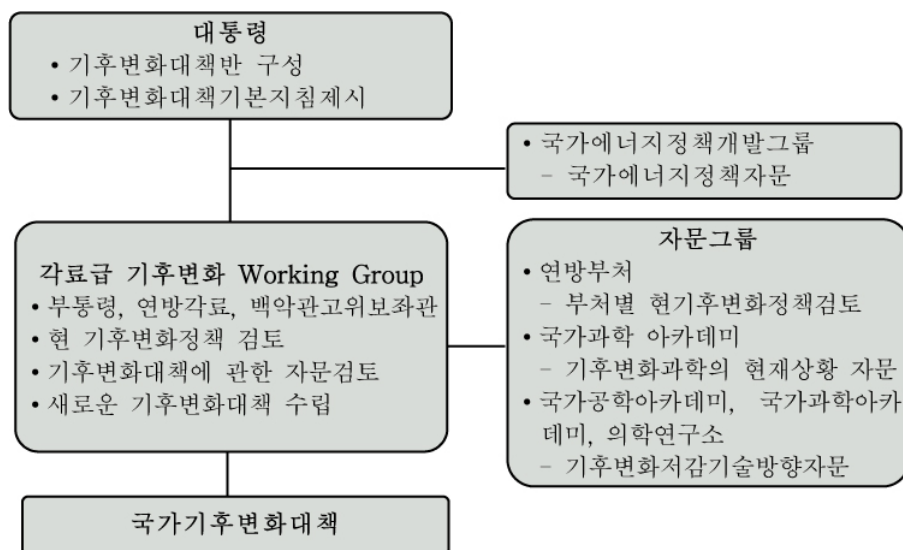 대통령
• 기후변화대책반 구성
• 기후변화대책기본지침제시
• 국가에너지정책개발그룹
- 국가에너지정책자문
각료급 기후변화 Working Group
• 부통령, 연방각료, 백악관고위보좌관
• 현 기후변화정책 검토
• 기후변화대책에 관한 자문검토
• 새로운 기후변화대책 수립
자문그룹
• 연방부처
- 부처별 현기후변화정책검토
• 국가과학 아카데미
- 기후변화과학의 현재상황 자문
• 국가공학아카데미, 국가과학아카
데미, 의학연구소
- 기후변화저감기술방향자문
국가기후변화대책